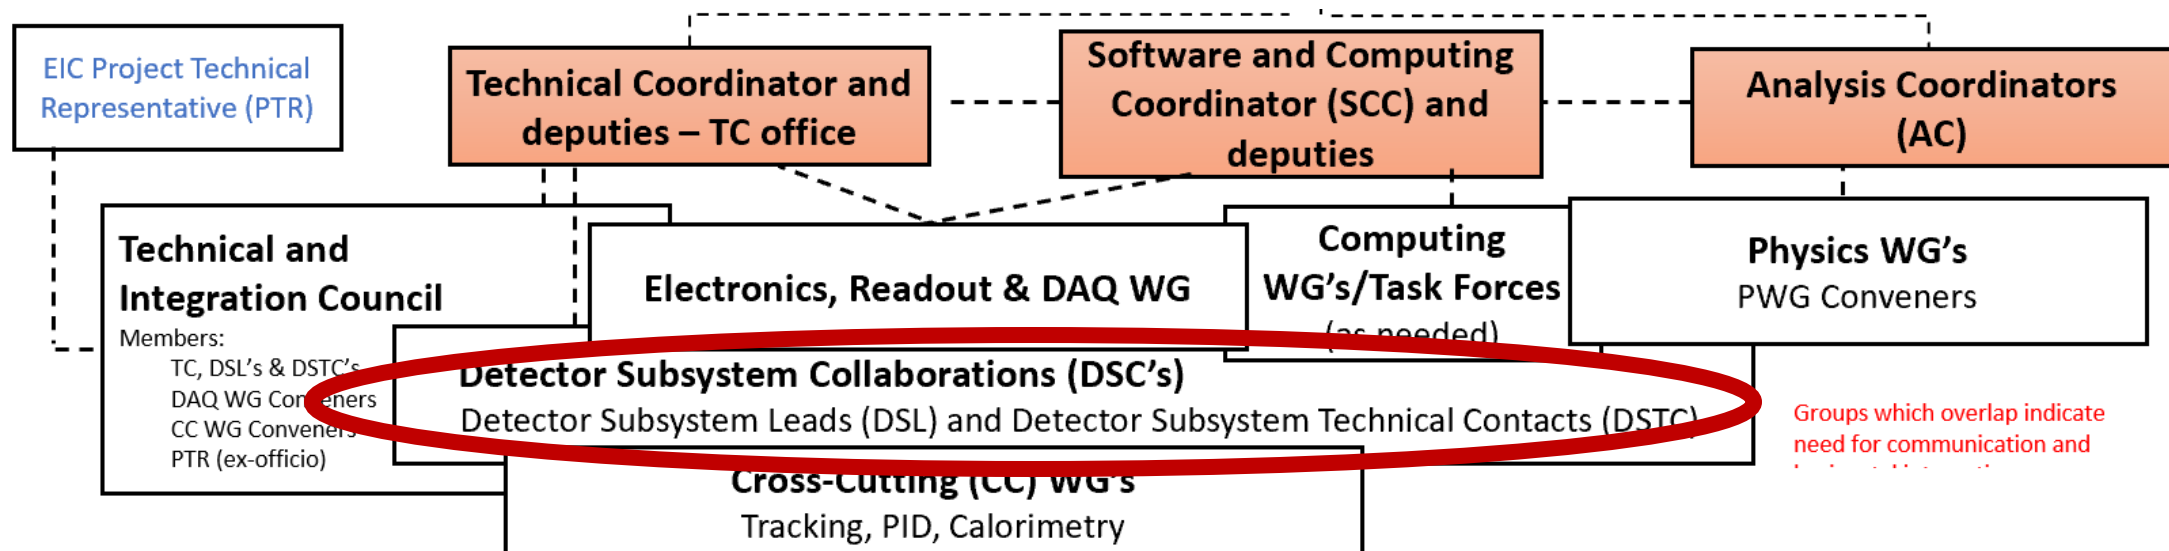 EIC Project Technical
Representative (PTR)
Technical Coordinator and
deputies – TC office
Software and Computing
Coordinator (SCC) and
deputies
Analysis Coordinators
(AC)
Technical and
Integration Council
Members:
TC, DSL's & DSTC's
DAQ WG Conveners
CC WG Conveners
PTR (ex-officio)
Electronics, Readout & DAQ WG
Computing
WG's/Task Forces
(as needed)
Physics WG's
PWG Conveners
Detector Subsystem Collaborations (DSC's)
Detector Subsystem Leads (DSL) and Detector Subsystem Technical Contacts (DSTC)
Cross-Cutting (CC) WG's
Tracking, PID, Calorimetry
Groups which overlap indicate
need for communication and